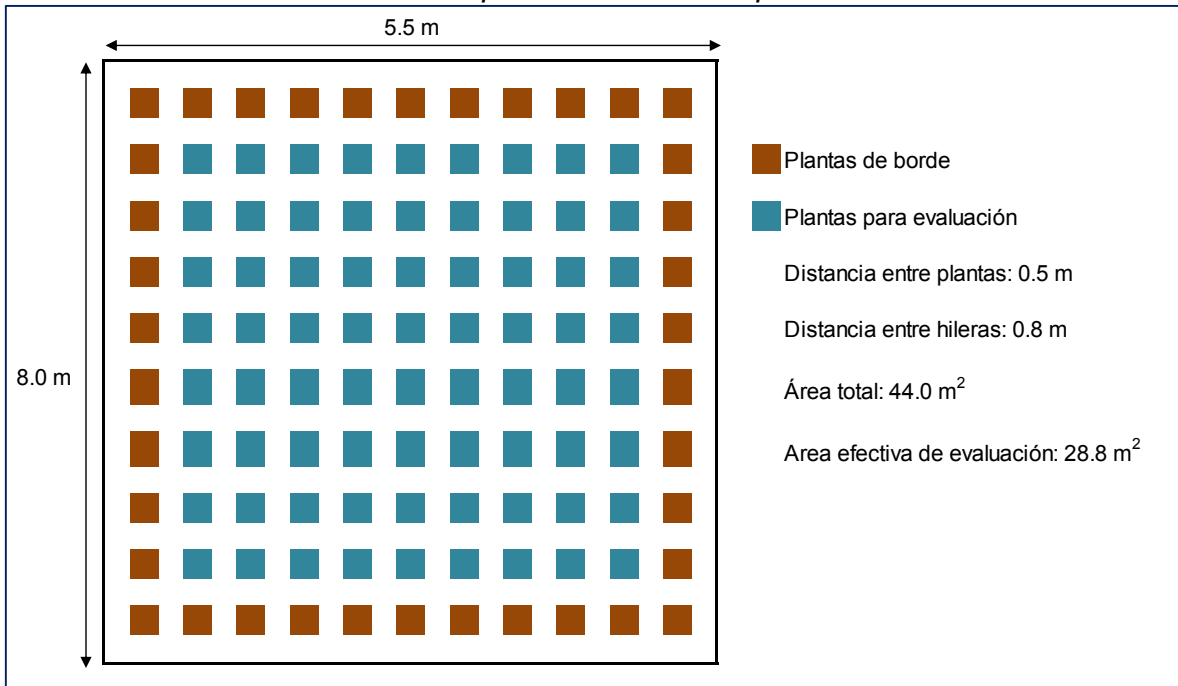 5.5 m
8.0 m
Plantas de borde
Plantas para evaluación
Distancia entre plantas: 0.5 m
Distancia entre hileras: 0.8 m
Área total: 44.0 m²
Area efectiva de evaluación: 28.8 m²